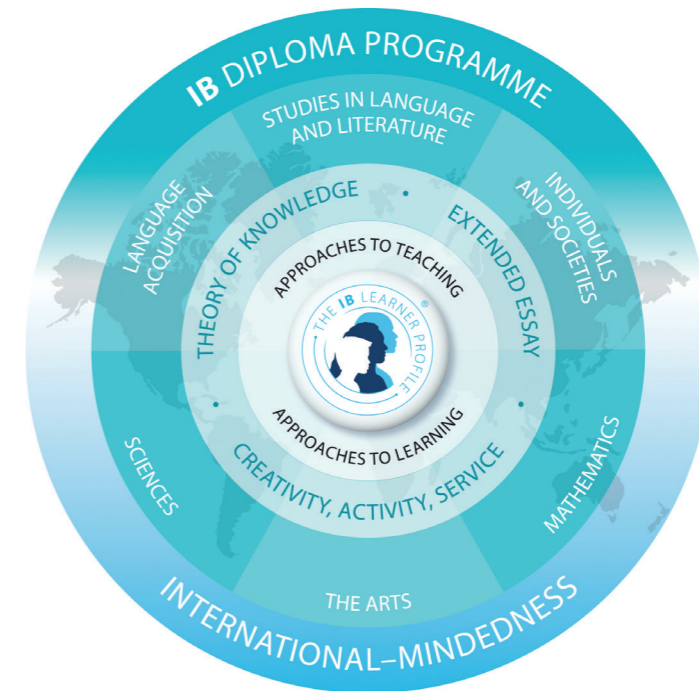 IB DIPLOMA PROGRAMME
STUDIES IN LANGUAGE
AND LITERATURE
LANGUAGE
ACQUISITION
INDIVIDUALS
AND SOCIETIES
THEORY OF KNOWLEDGE
•
EXTENDED ESSAY
APPROACHES TO TEACHING
THE IB LEARNER PROFILE®
APPROACHES TO LEARNING
•
CREATIVITY, ACTIVITY, SERVICE
•
SCIENCES
MATHEMATICS
THE ARTS
INTERNATIONAL–MINDEDNESS